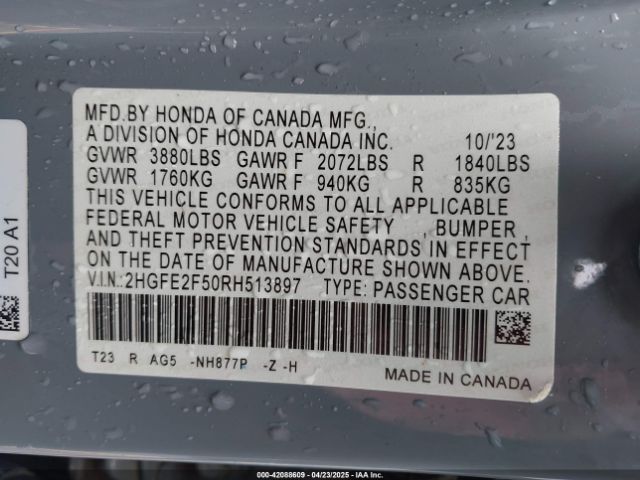 MFD.BY HONDA OF CANADA MFG.,
A DIVISION OF HONDA CANADA INC. 10/'23
GVWR 3880LBS GAWR F 2072LBS R 1840LBS
GVWR 1760KG GAWR F 940KG R 835KG
THIS VEHICLE CONFORMS TO ALL APPLICABLE
FEDERAL MOTOR VEHICLE SAFETY , BUMPER ,
AND THEFT PREVENTION STANDARDS IN EFFECT
ON THE DATE OF MANUFACTURE SHOWN ABOVE.
V.I.N.:2HGFE2F50RH513897 TYPE: PASSENGER CAR
T23 R AG5 -NH877P -Z -H
MADE IN CANADA
T20 A1
000-42088609 - 04/23/2025 - IAA Inc.